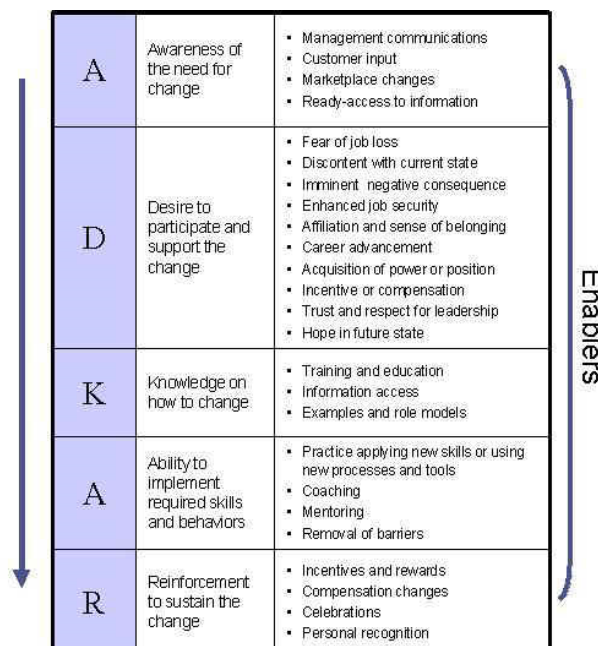 A
Awareness of
the need for
change
▪ Management communications
▪ Customer input
▪ Marketplace changes
▪ Ready-access to information
D
Desire to
participate and
support the
change
▪ Fear of job loss
▪ Discontent with current state
▪ Imminent negative consequence
▪ Enhanced job security
▪ Affiliation and sense of belonging
▪ Career advancement
▪ Acquisition of power or position
▪ Incentive or compensation
▪ Trust and respect for leadership
▪ Hope in future state
K
Knowledge on
how to change
▪ Training and education
▪ Information access
▪ Examples and role models
A
Ability to
implement
required skills
and behaviors
▪ Practice applying new skills or using
new processes and tools
▪ Coaching
▪ Mentoring
▪ Removal of barriers
R
Reinforcement
to sustain the
change
▪ Incentives and rewards
▪ Compensation changes
▪ Celebrations
▪ Personal recognition
Enablers